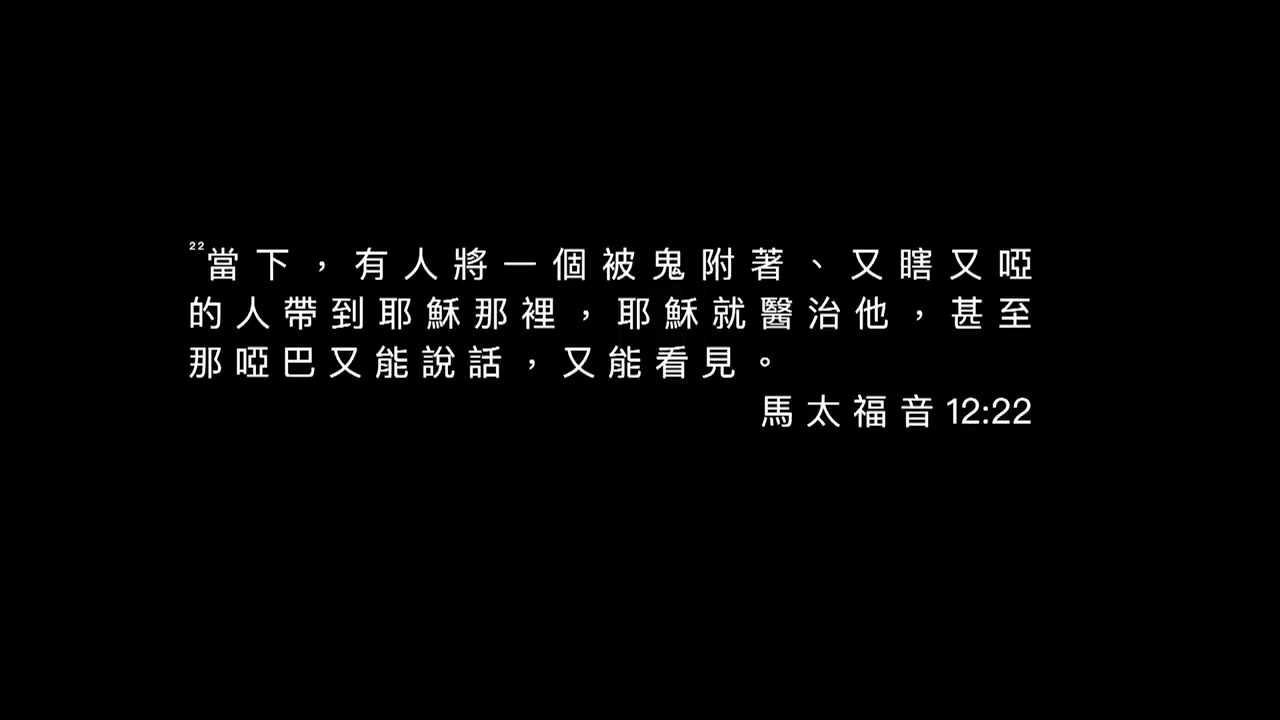 22當下，有人將一個被鬼附著、又瞎又啞
的人帶到耶穌那裡，耶穌就醫治他，甚至
那啞巴又能說話，又能看見。
馬太福音12:22